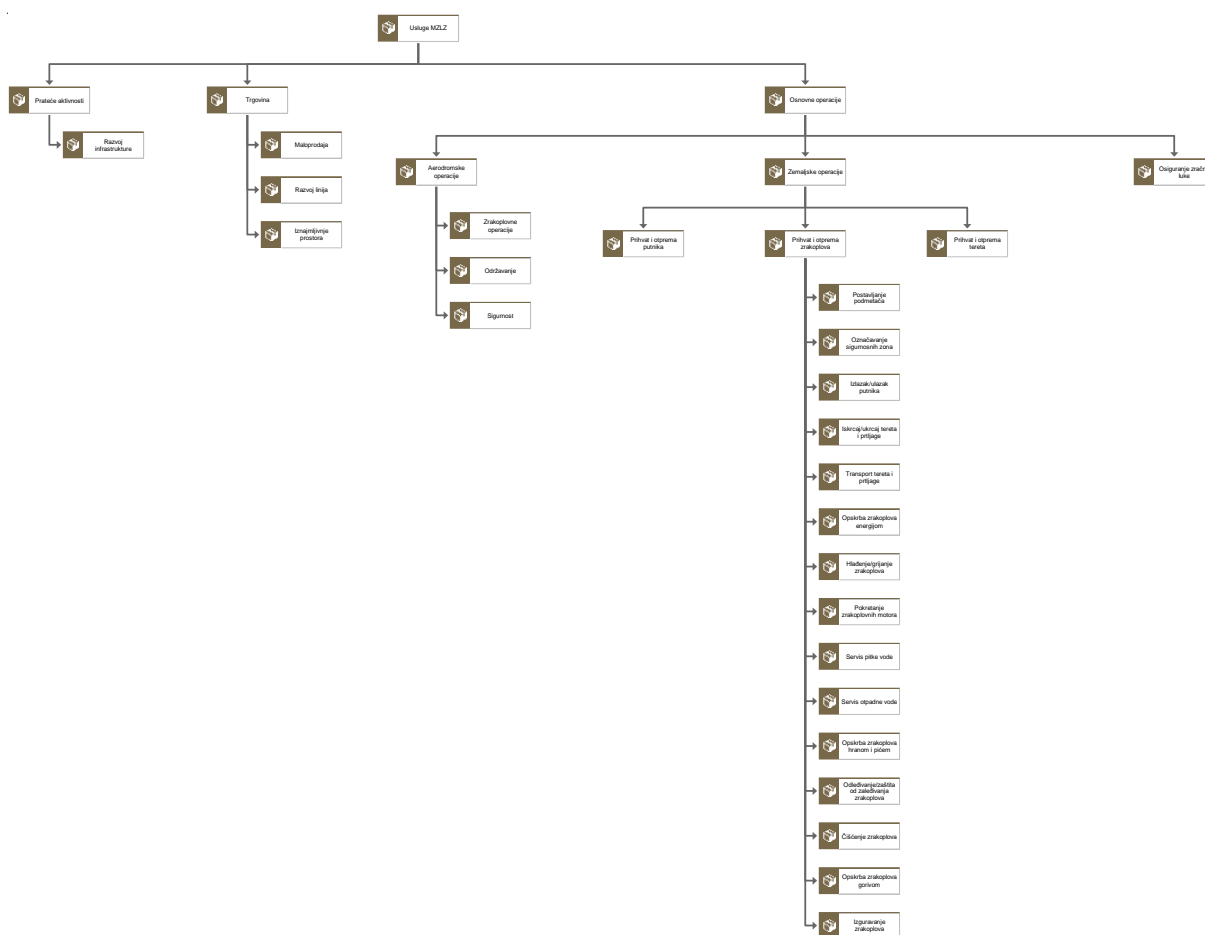 Usluge MZLZ
Prateće aktivnosti
Trgovina
Osnovne operacije
Razvoj
infrastrukture
Maloprodaja
Razvoj linija
Iznajmljivnje
prostora
Aerodromske
operacije
Zemaljske operacije
Osiguranje
luke
Zrakoplovne
operacije
Održavanje
Sigurnost
Prihvat i otprema
putnika
Prihvat i otprema
zrakoplova
Prihvat i otprema
tereta
Postavljanje
podmetača
Označavanje
sigurnosnih zona
Izlazak/ulazak
putnika
Iskrcaj/ukrcaj tereta
i prtljage
Transport tereta i
prtljage
Opskrba zrakoplova
energijom
Hlađenje/grijanje
zrakoplova
Pokretanje
zrakoplovnih motora
Servis pitke vode
Servis otpadne vode
Opskrba zrakoplova
hranom i pićem
Odleđivanje/zaštita
od zaleđivanja
zrakoplova
Čišćenje zrakoplova
Opskrba zrakoplova
gorivom
Izguravanje
zrakoplova